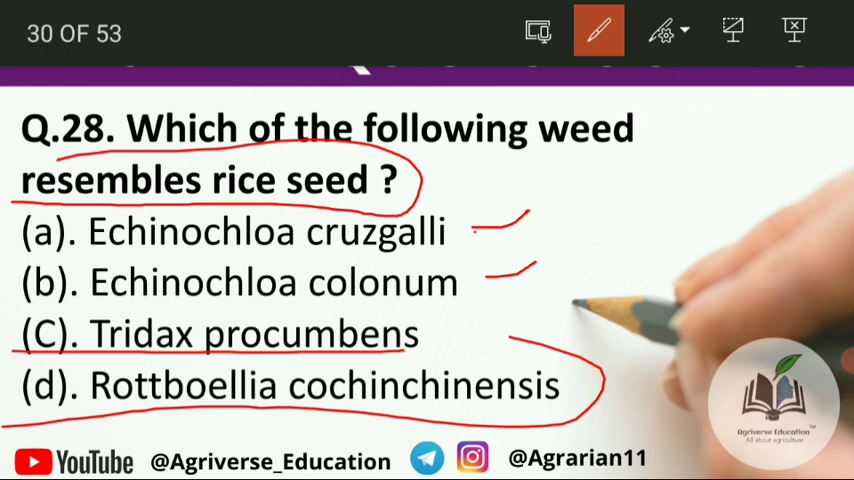 30 OF 53
Q.28. Which of the following weed
resembles rice seed ?
(a). Echinochloa cruzgalli
(b). Echinochloa colonum
(C). Tridax procumbens
(d). Rottboellia cochinchinensis
Agriverse Education™
All about agriculture
YouTube @Agriverse_Education @Agrarian11